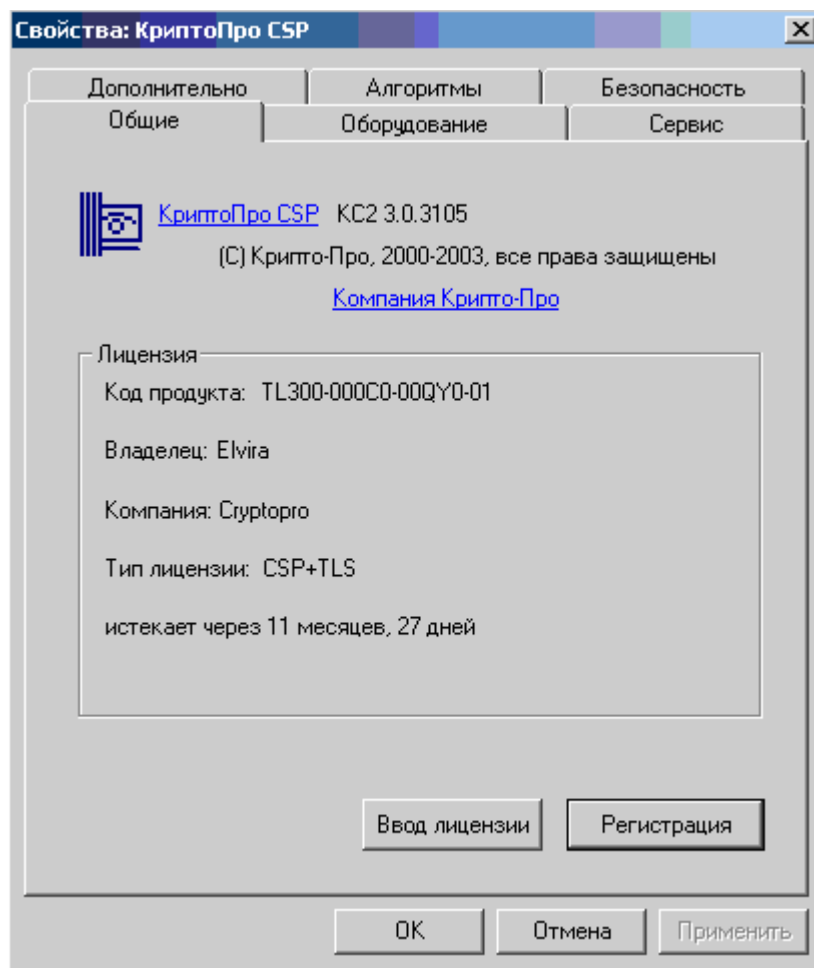 Свойства: КриптоПро CSP
Дополнительно Алгоритмы Безопасность
Общие Оборудование Сервис
КриптоПро CSP КС2 3.0.3105
(С) Крипто-Про, 2000-2003, все права защищены
Компания Крипто-Про
Лицензия
Код продукта: TL300-000C0-00QY0-01
Владелец: Elvira
Компания: Cryptopro
Тип лицензии: CSP+TLS
истекает через 11 месяцев, 27 дней
Ввод лицензии Регистрация
OK Отмена Применить